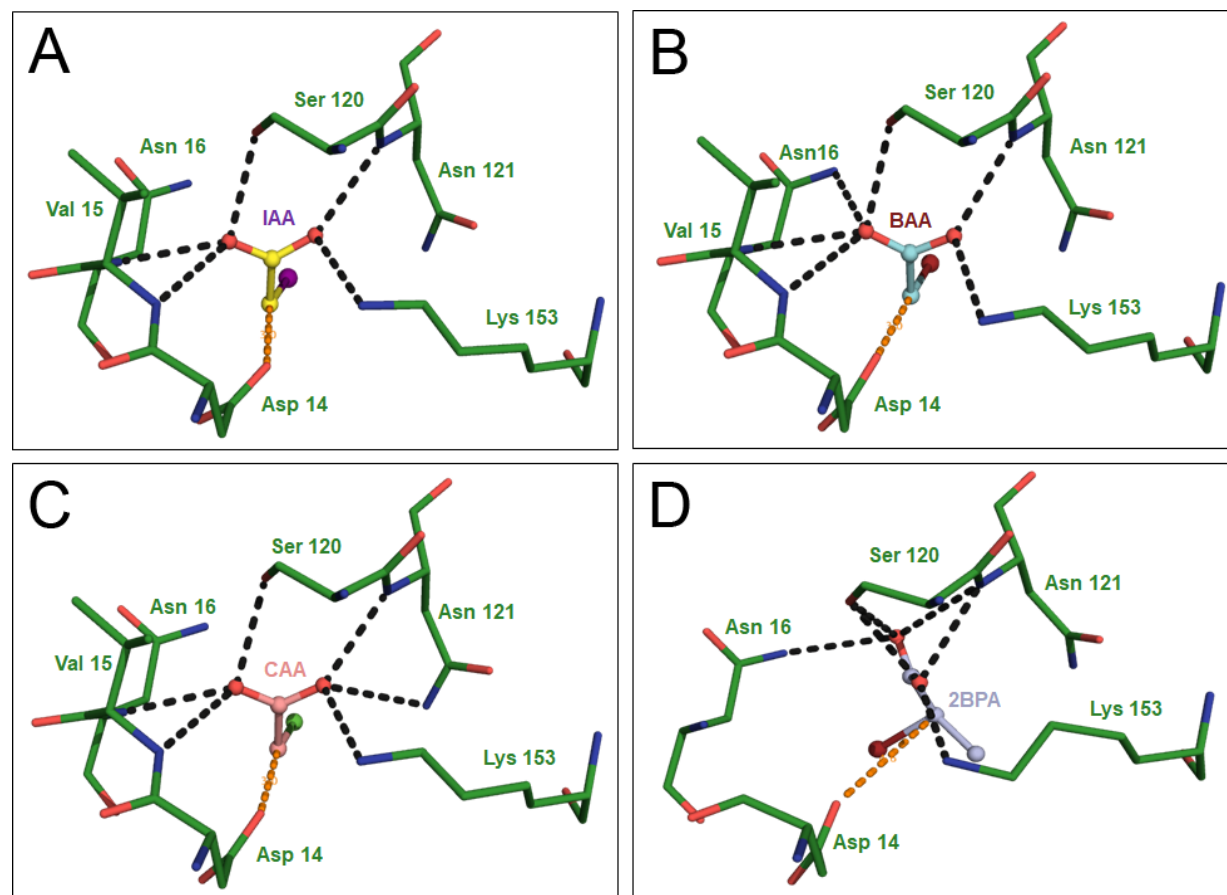 A
Ser 120
Asn 16
Asn 121
Val 15
IAA
Lys 153
Asp 14
B
Ser 120
Asn16
Asn 121
Val 15
BAA
Lys 153
Asp 14
C
Ser 120
Asn 16
Asn 121
Val 15
CAA
Lys 153
Asp 14
D
Ser 120
Asn 121
Asn 16
2BPA
Lys 153
Asp 14